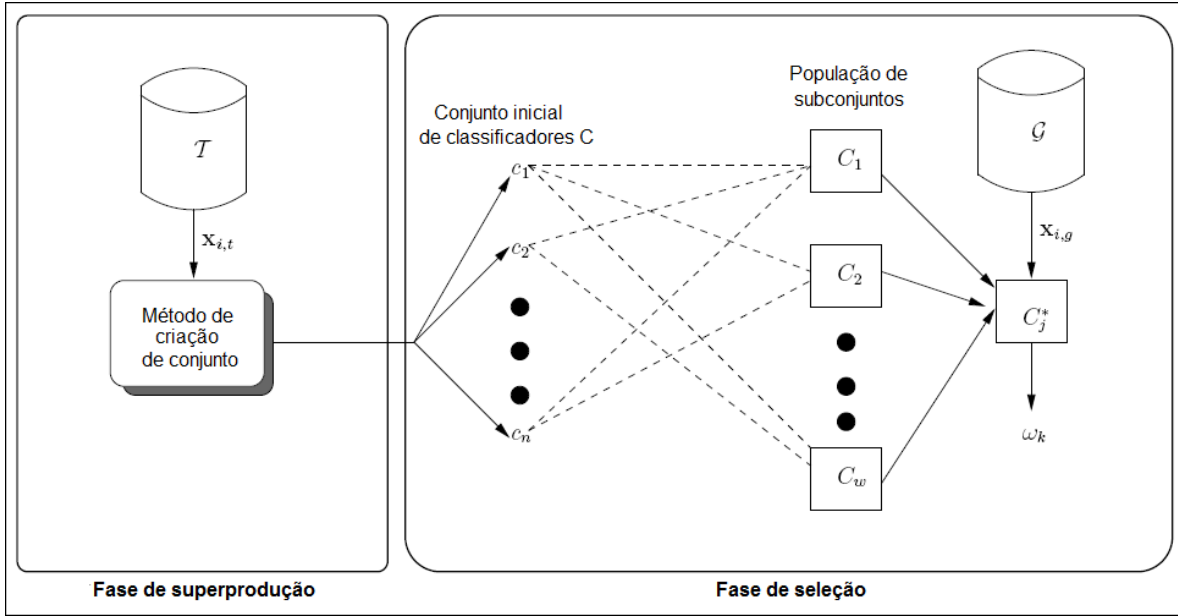 𝒯
x_{i,t}
Método de
criação
de conjunto
Fase de superprodução
Conjunto inicial
de classificadores C
c_1
c_2
c_n
População de
subconjuntos
C_1
C_2
C_w
𝒢
x_{i,g}
C_j^*
ω_k
Fase de seleção